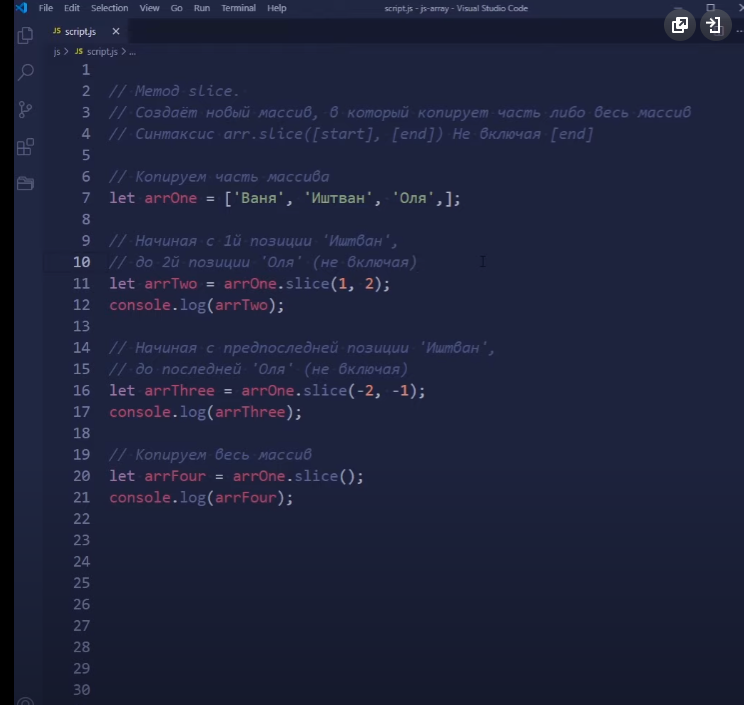 File Edit Selection View Go Run Terminal Help script.js - js-array - Visual Studio Code
JS script.js
js > JS script.js > ...
1
2 // Метод slice.
3 // Создаёт новый массив, в который копирует часть либо весь массив
4 // Синтаксис arr.slice([start], [end]) Не включая [end]
5
6 // Копируем часть массива
7 let arrOne = ['Ваня', 'Иштван', 'Оля',];
8
9 // Начиная с 1й позиции 'Иштван',
10 // до 2й позиции 'Оля' (не включая)
11 let arrTwo = arrOne.slice(1, 2);
12 console.log(arrTwo);
13
14 // Начиная с предпоследней позиции 'Иштван',
15 // до последней 'Оля' (не включая)
16 let arrThree = arrOne.slice(-2, -1);
17 console.log(arrThree);
18
19 // Копируем весь массив
20 let arrFour = arrOne.slice();
21 console.log(arrFour);
22
23
24
25
26
27
28
29
30